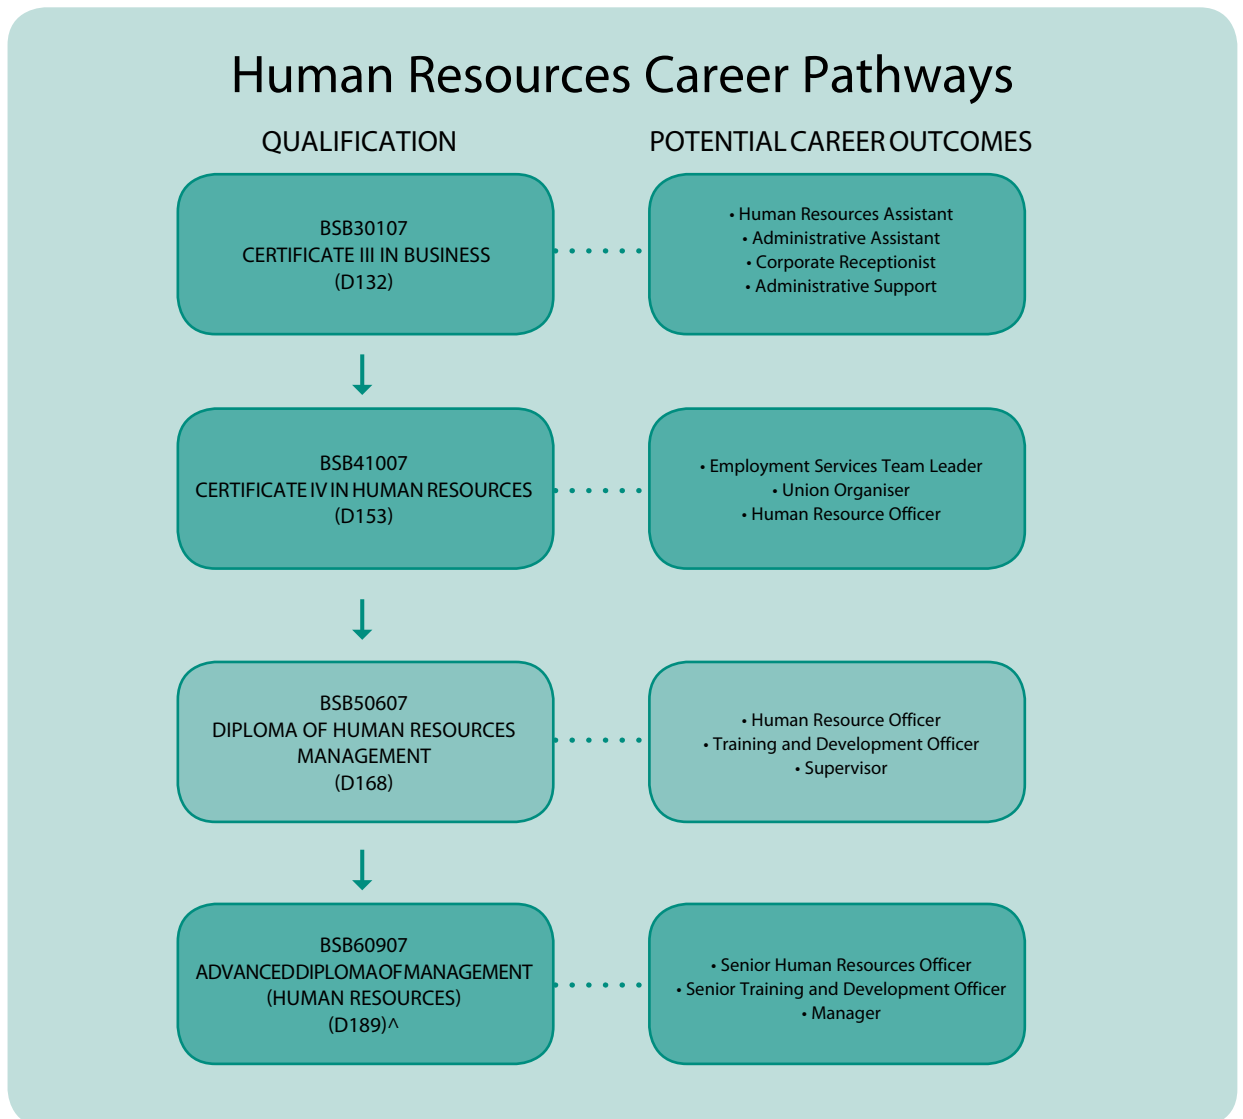 Human Resources Career Pathways
QUALIFICATION
POTENTIAL CAREER OUTCOMES
BSB30107
CERTIFICATE III IN BUSINESS
(D132)
• Human Resources Assistant
• Administrative Assistant
• Corporate Receptionist
• Administrative Support
BSB41007
CERTIFICATE IV IN HUMAN RESOURCES
(D153)
• Employment Services Team Leader
• Union Organiser
• Human Resource Officer
BSB50607
DIPLOMA OF HUMAN RESOURCES
MANAGEMENT
(D168)
• Human Resource Officer
• Training and Development Officer
• Supervisor
BSB60907
ADVANCED DIPLOMA OF MANAGEMENT
(HUMAN RESOURCES)
(D189)^
• Senior Human Resources Officer
• Senior Training and Development Officer
• Manager